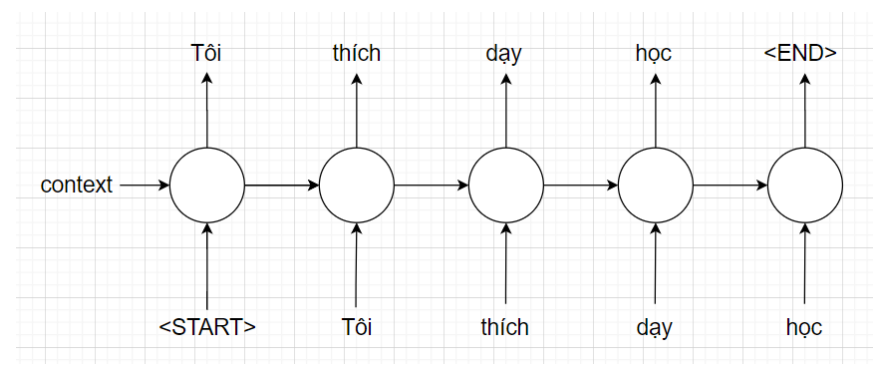 Tôi thích dạy học <END>
context
<START> Tôi thích dạy học